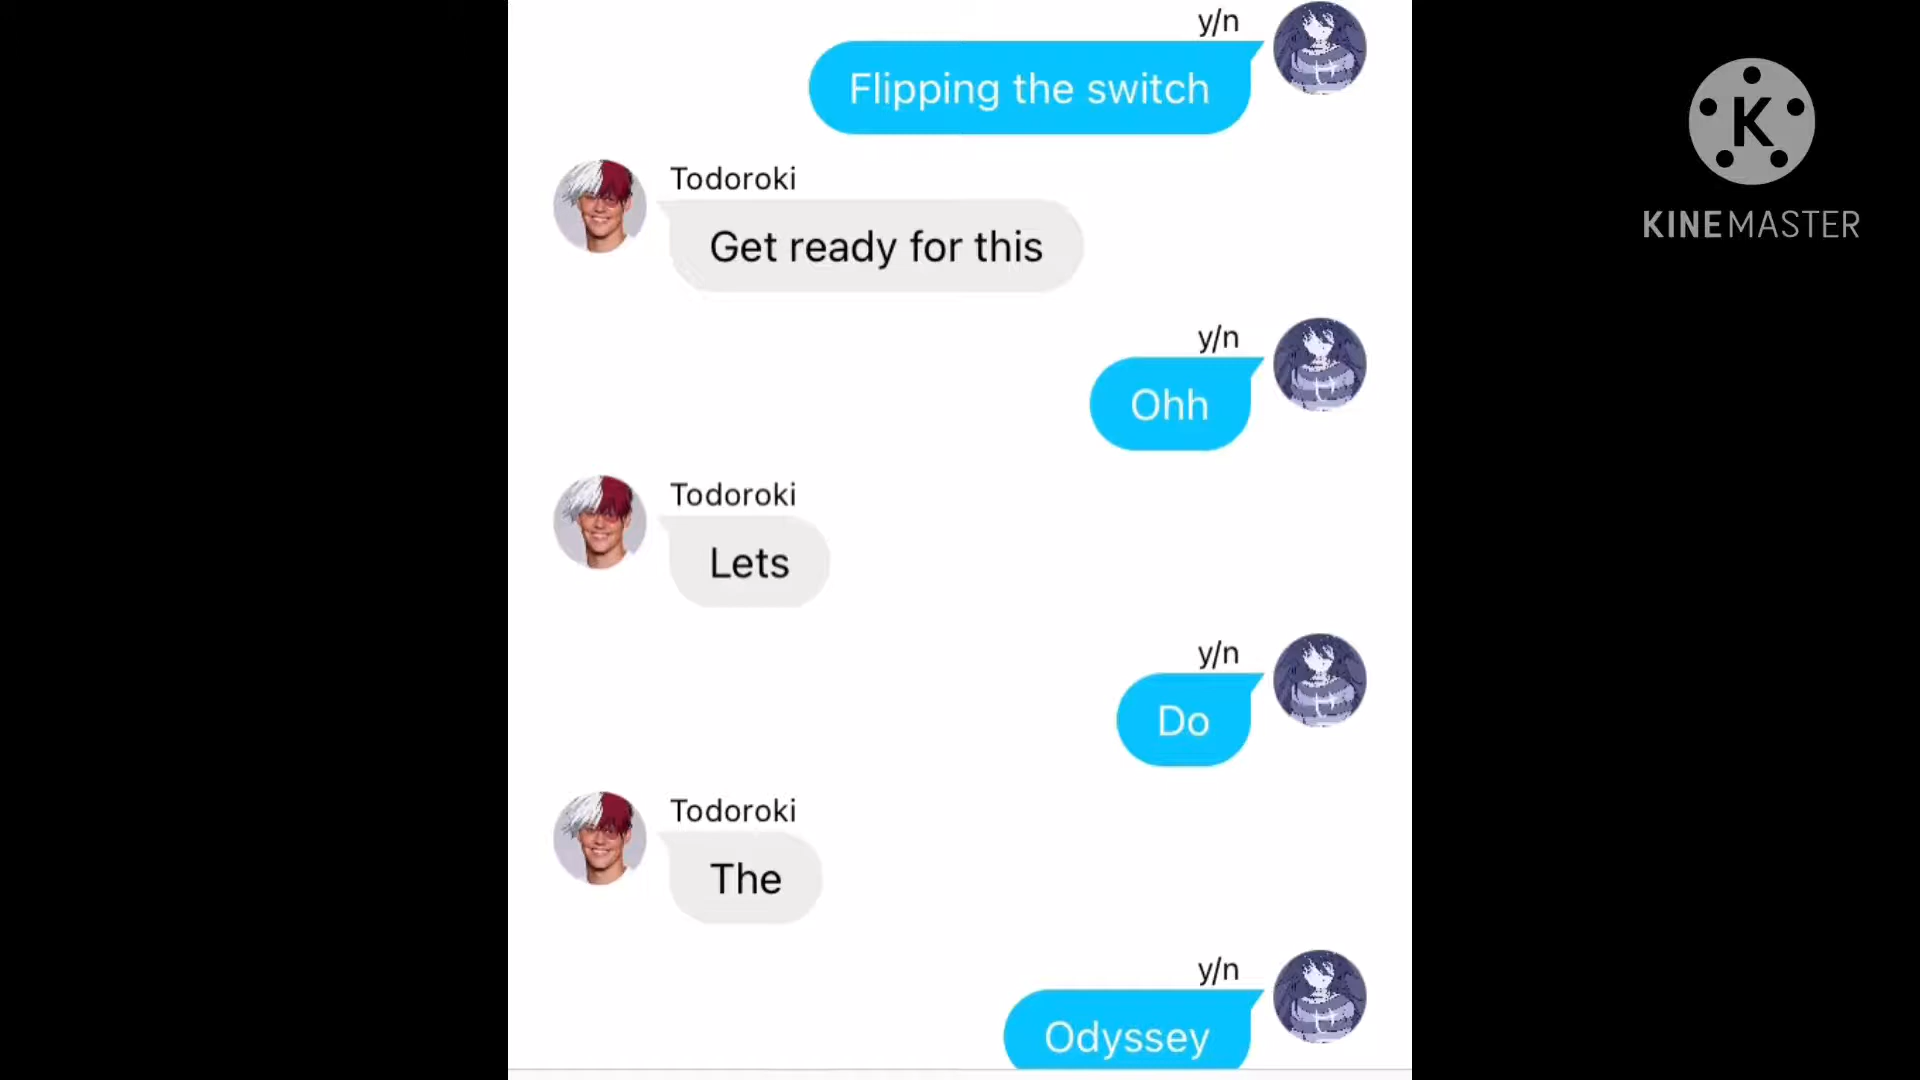 y/n
Flipping the switch
Todoroki
Get ready for this
y/n
Ohh
Todoroki
Lets
y/n
Do
Todoroki
The
y/n
Odyssey
K
KINEMASTER